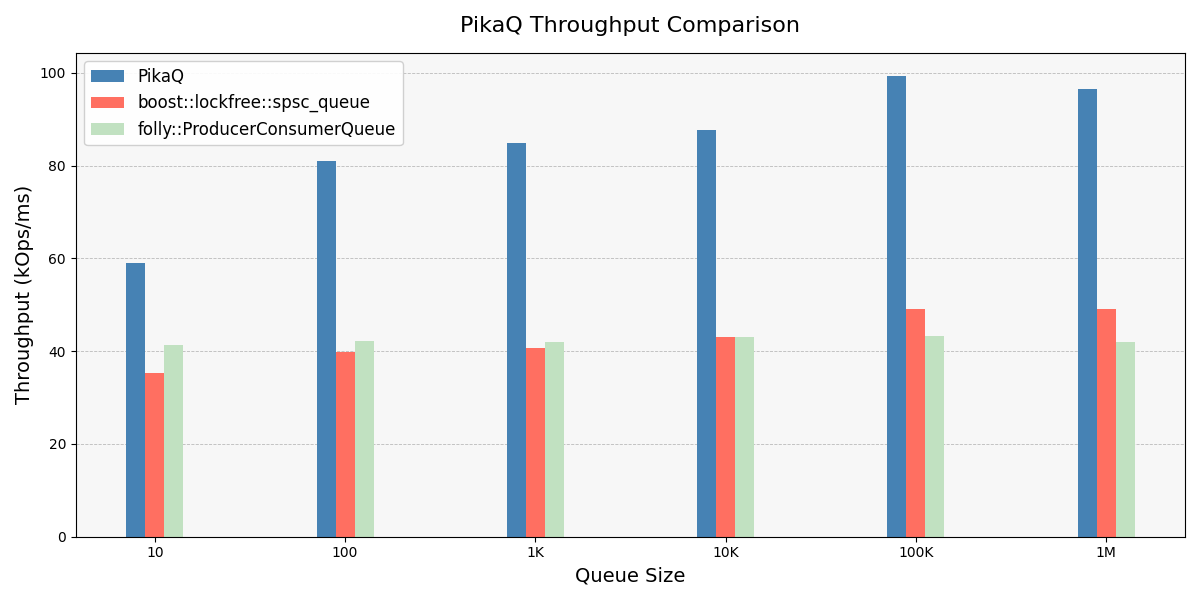 PikaQ Throughput Comparison
PikaQ
boost::lockfree::spsc_queue
folly::ProducerConsumerQueue
Throughput (kOps/ms)
100
80
60
40
20
0
10 100 1K 10K 100K 1M
Queue Size